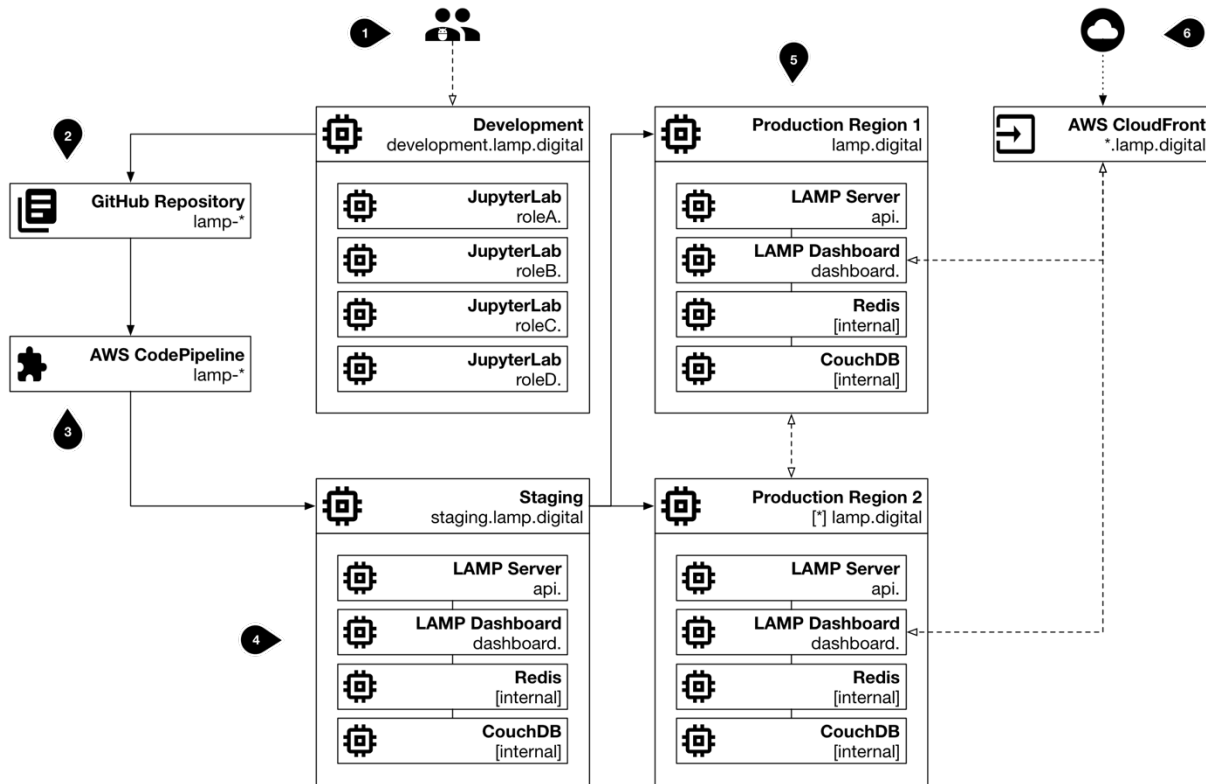 1
6
5
2
Development
development.lamp.digital
JupyterLab
roleA.
JupyterLab
roleB.
JupyterLab
roleC.
JupyterLab
roleD.
Production Region 1
lamp.digital
LAMP Server
api.
LAMP Dashboard
dashboard.
Redis
[internal]
CouchDB
[internal]
AWS CloudFront
*.lamp.digital
GitHub Repository
lamp-*
AWS CodePipeline
lamp-*
3
4
Staging
staging.lamp.digital
LAMP Server
api.
LAMP Dashboard
dashboard.
Redis
[internal]
CouchDB
[internal]
Production Region 2
[*] lamp.digital
LAMP Server
api.
LAMP Dashboard
dashboard.
Redis
[internal]
CouchDB
[internal]